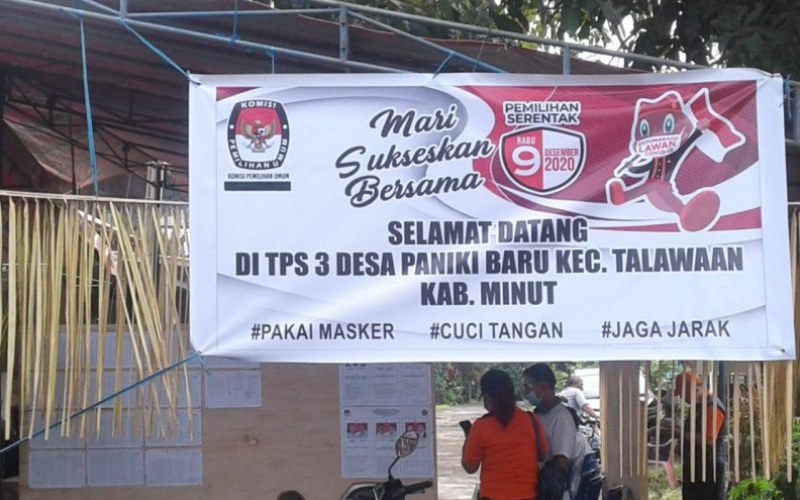 KOMISI
PEMILIHAN UMUM
KOMISI PEMILIHAN UMUM
Mari
Sukseskan
Bersama
PEMILIHAN
SERENTAK
RABU
9
DESEMBER
2020
LAWAN
SELAMAT DATANG
DI TPS 3 DESA PANIKI BARU KEC. TALAWAAN
KAB. MINUT
#PAKAI MASKER #CUCI TANGAN #JAGA JARAK